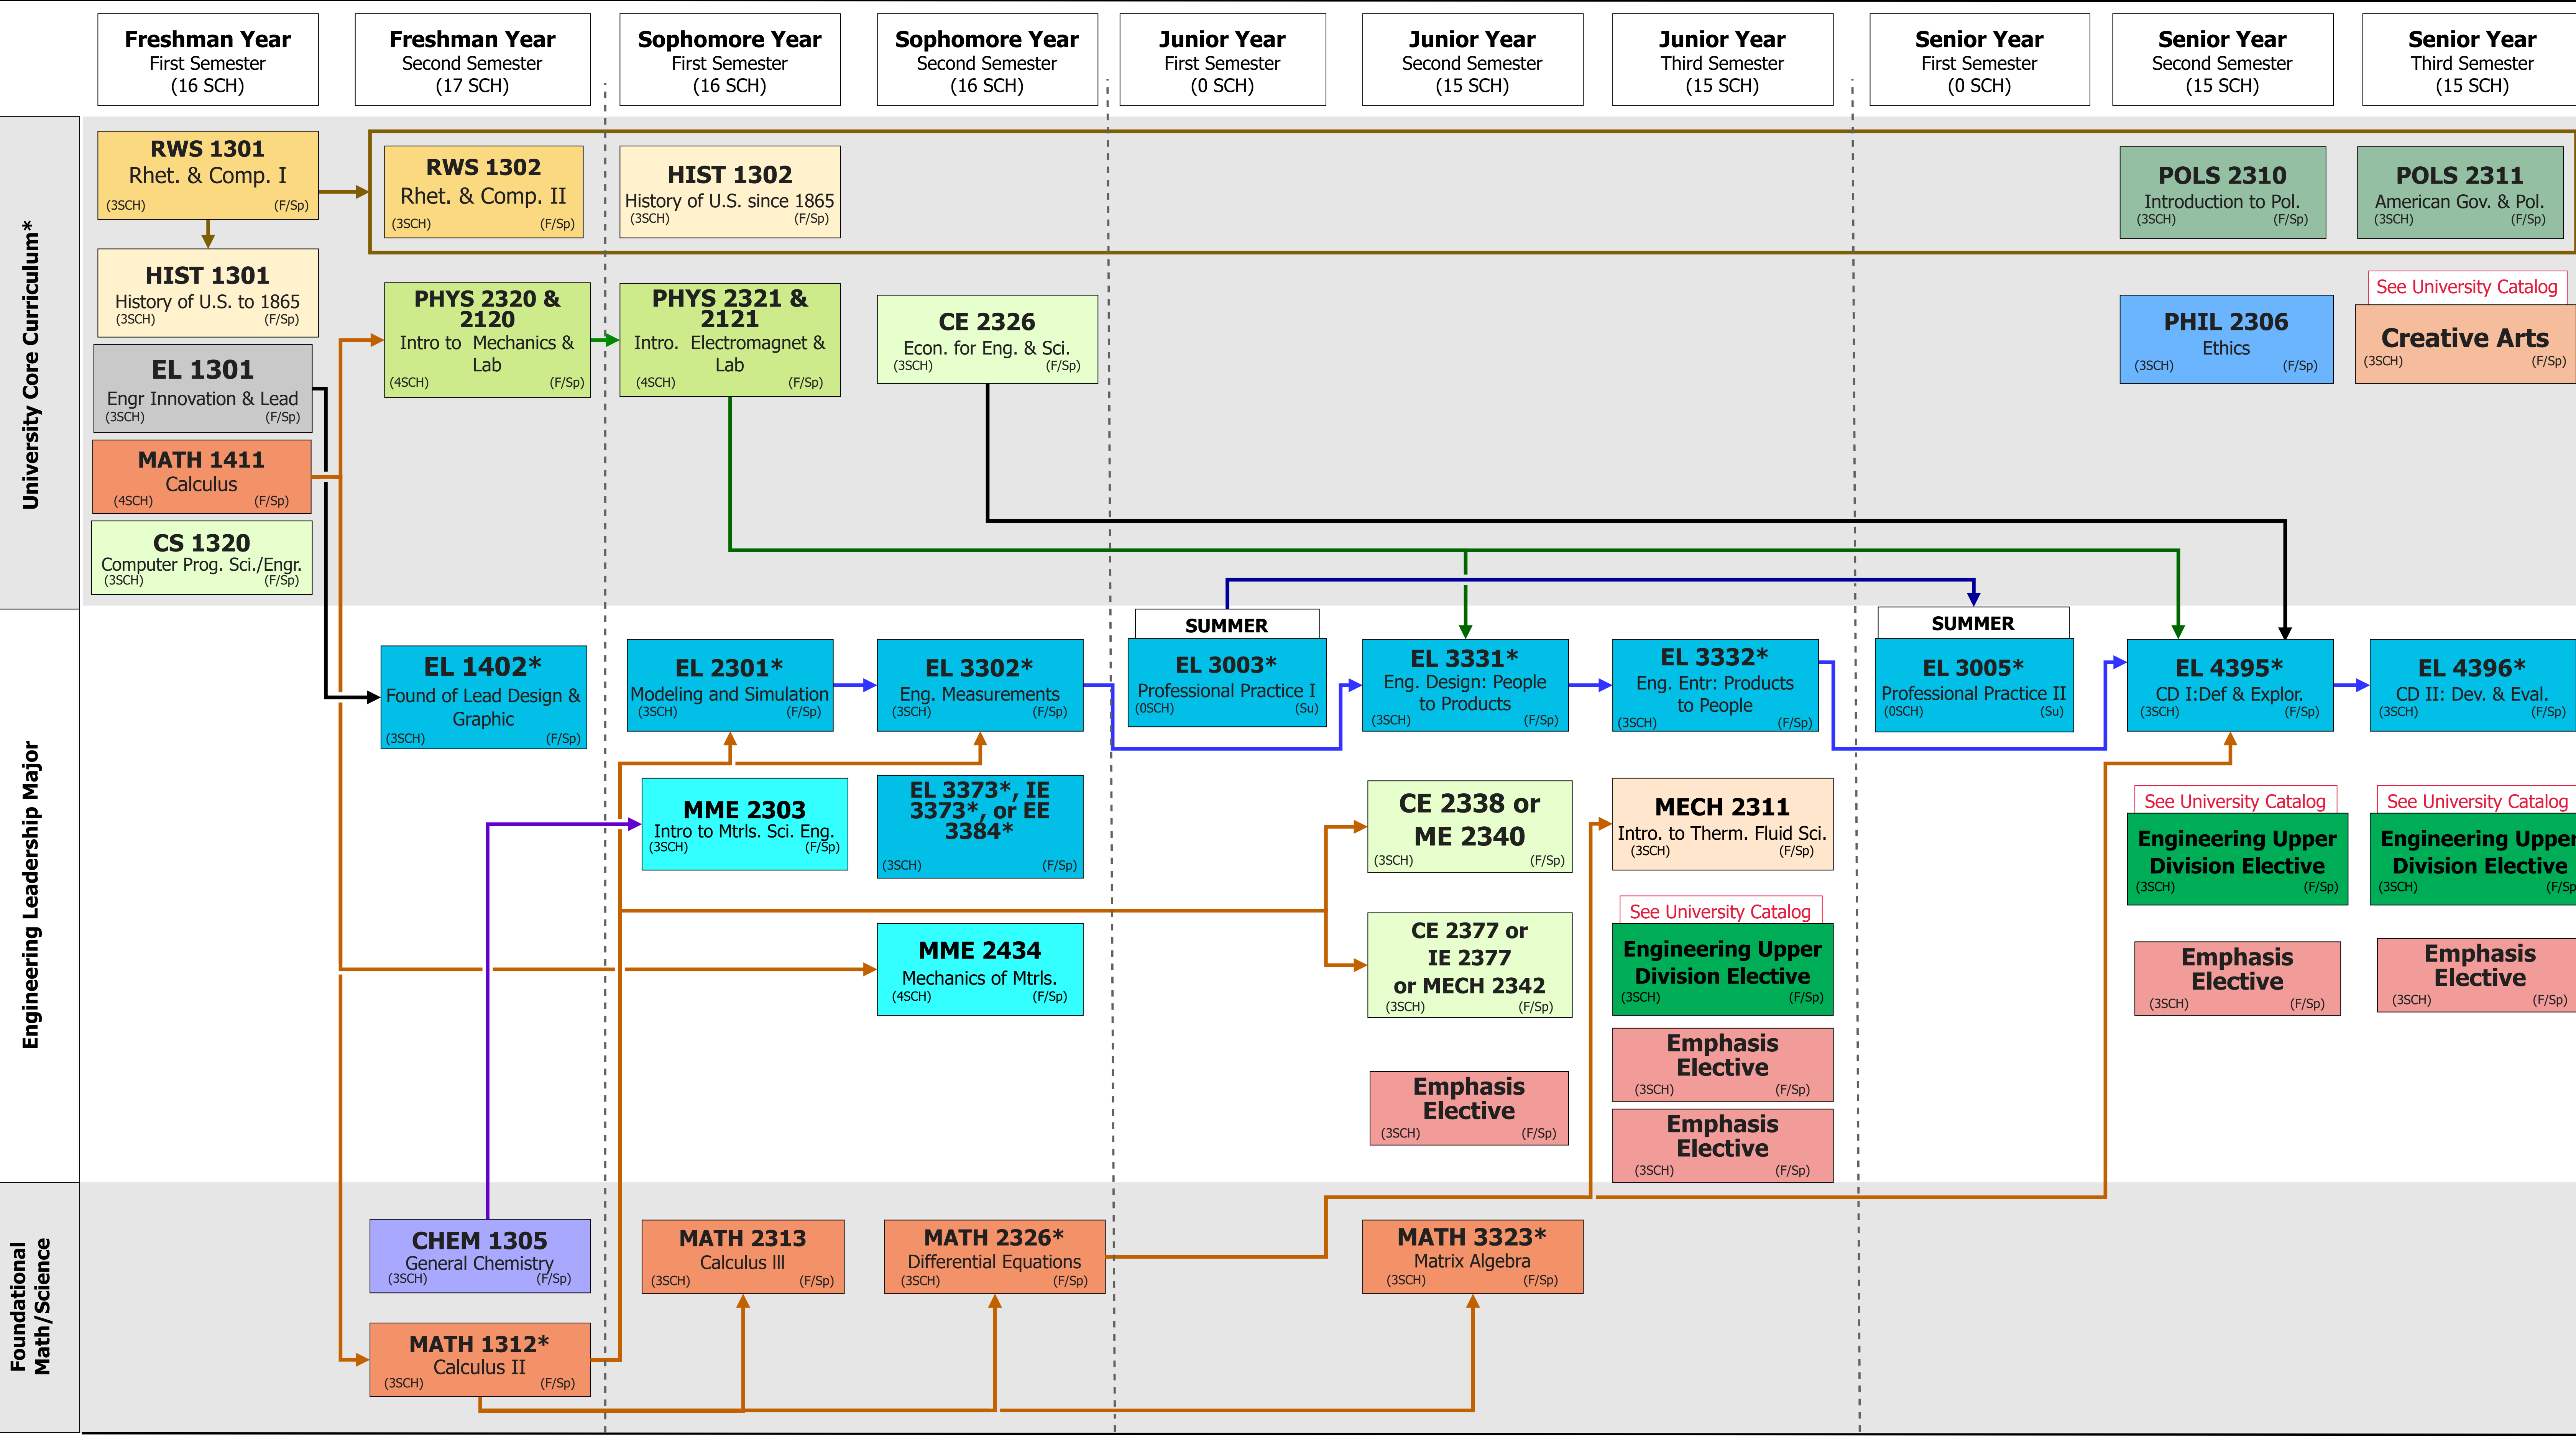 Freshman Year
First Semester
(16 SCH)
Freshman Year
Second Semester
(17 SCH)
Sophomore Year
First Semester
(16 SCH)
Sophomore Year
Second Semester
(16 SCH)
Junior Year
First Semester
(0 SCH)
Junior Year
Second Semester
(15 SCH)
Junior Year
Third Semester
(15 SCH)
Senior Year
First Semester
(0 SCH)
Senior Year
Second Semester
(15 SCH)
Senior Year
Third Semester
(15 SCH)
University Core Curriculum*
RWS 1301
Rhet. & Comp. I
(3SCH) (F/Sp)
RWS 1302
Rhet. & Comp. II
(3SCH) (F/Sp)
HIST 1302
History of U.S. since 1865
(3SCH) (F/Sp)
POLS 2310
Introduction to Pol.
(3SCH) (F/Sp)
POLS 2311
American Gov. & Pol.
(3SCH) (F/Sp)
HIST 1301
History of U.S. to 1865
(3SCH) (F/Sp)
PHYS 2320 &
2120
Intro to Mechanics &
Lab
(4SCH) (F/Sp)
PHYS 2321 &
2121
Intro. Electromagnet &
Lab
(4SCH) (F/Sp)
CE 2326
Econ. for Eng. & Sci.
(3SCH) (F/Sp)
PHIL 2306
Ethics
(3SCH) (F/Sp)
See University Catalog
Creative Arts
(3SCH) (F/Sp)
EL 1301
Engr Innovation & Lead
(3SCH) (F/Sp)
MATH 1411
Calculus
(4SCH) (F/Sp)
CS 1320
Computer Prog. Sci./Engr.
(3SCH) (F/Sp)
Engineering Leadership Major
EL 1402*
Found of Lead Design &
Graphic
(3SCH) (F/Sp)
EL 2301*
Modeling and Simulation
(3SCH) (F/Sp)
EL 3302*
Eng. Measurements
(3SCH) (F/Sp)
SUMMER
EL 3003*
Professional Practice I
(0SCH) (Su)
EL 3331*
Eng. Design: People
to Products
(3SCH) (F/Sp)
EL 3332*
Eng. Entr: Products
to People
(3SCH) (F/Sp)
SUMMER
EL 3005*
Professional Practice II
(0SCH) (Su)
EL 4395*
CD I:Def & Explor.
(3SCH) (F/Sp)
EL 4396*
CD II: Dev. & Eval.
(3SCH) (F/Sp)
MME 2303
Intro to Mtrls. Sci. Eng.
(3SCH) (F/Sp)
EL 3373*, IE
3373*, or EE
3384*
(3SCH) (F/Sp)
CE 2338 or
ME 2340
(3SCH) (F/Sp)
MECH 2311
Intro. to Therm. Fluid Sci.
(3SCH) (F/Sp)
See University Catalog
Engineering Upper
Division Elective
(3SCH) (F/Sp)
See University Catalog
Engineering Upper
Division Elective
(3SCH) (F/Sp
MME 2434
Mechanics of Mtrls.
(4SCH) (F/Sp)
CE 2377 or
IE 2377
or MECH 2342
(3SCH) (F/Sp)
See University Catalog
Engineering Upper
Division Elective
(3SCH) (F/Sp)
Emphasis
Elective
(3SCH) (F/Sp)
Emphasis
Elective
(3SCH) (F/Sp)
Emphasis
Elective
(3SCH) (F/Sp)
Emphasis
Elective
(3SCH) (F/Sp)
Emphasis
Elective
(3SCH) (F/Sp)
Foundational
Math/Science
CHEM 1305
General Chemistry
(3SCH) (F/Sp)
MATH 2313
Calculus lll
(3SCH) (F/Sp)
MATH 2326*
Differential Equations
(3SCH) (F/Sp)
MATH 3323*
Matrix Algebra
(3SCH) (F/Sp)
MATH 1312*
Calculus II
(3SCH) (F/Sp)